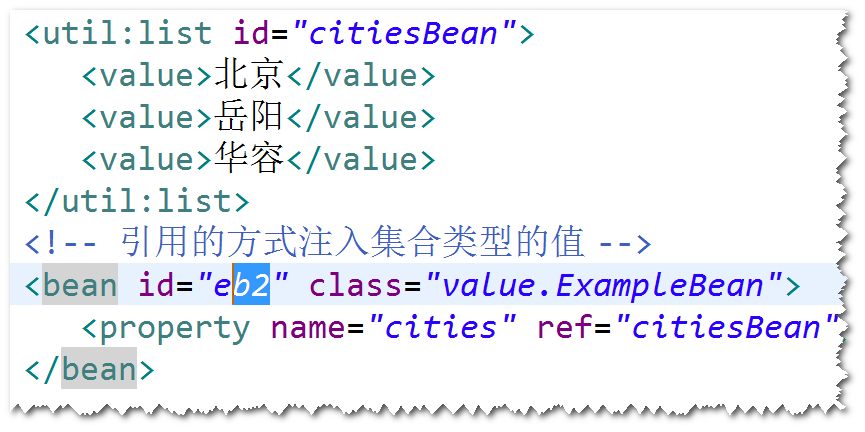 <util:list id="citiesBean">
<value>北京</value>
<value>岳阳</value>
<value>华容</value>
</util:list>
<!-- 引用的方式注入集合类型的值 -->
<bean id="eb2" class="value.ExampleBean">
<property name="cities" ref="citiesBean"
</bean>